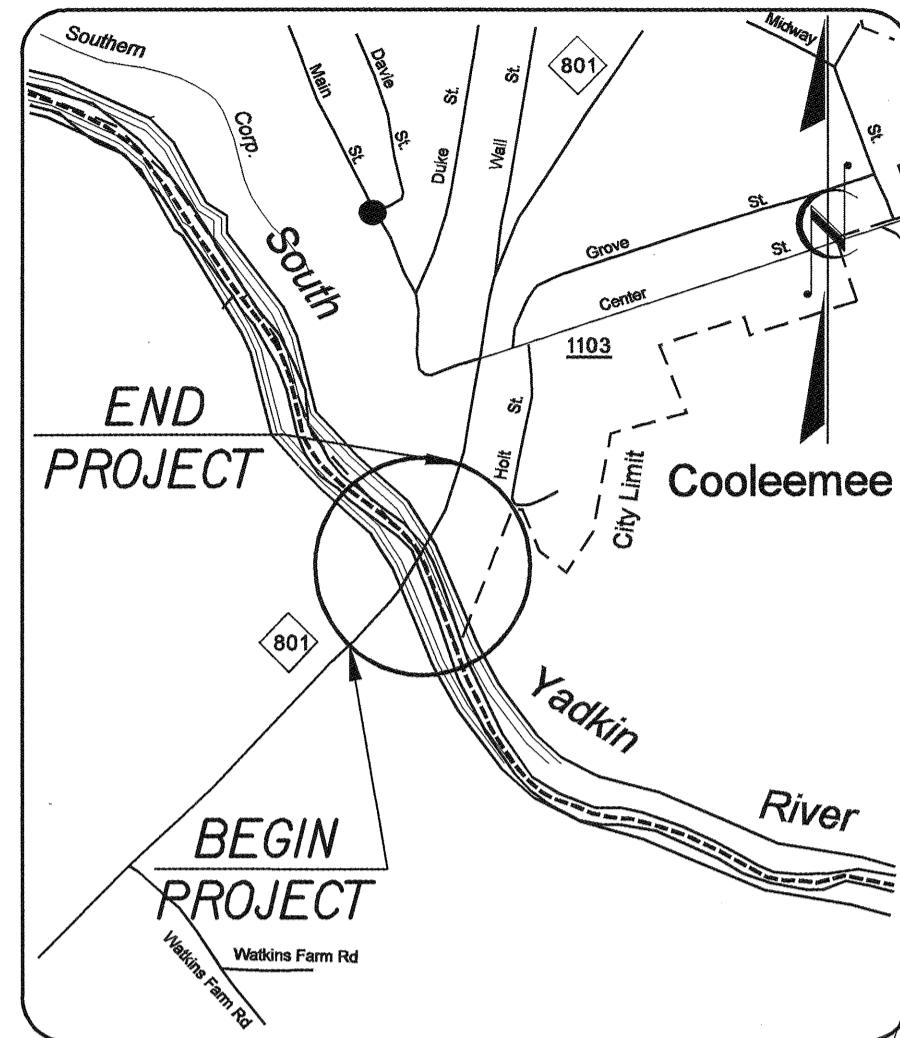 Southern
Corp.
Main
St.
Davie
St.
Duke
St.
Wall
St.
801
Midway
St.
Grove
St.
Center
St.
1103
South
END
PROJECT
Holt
St.
City Limit
Cooleemee
801
Yadkin
River
BEGIN
PROJECT
Watkins Farm Rd
Watkins Farm Rd